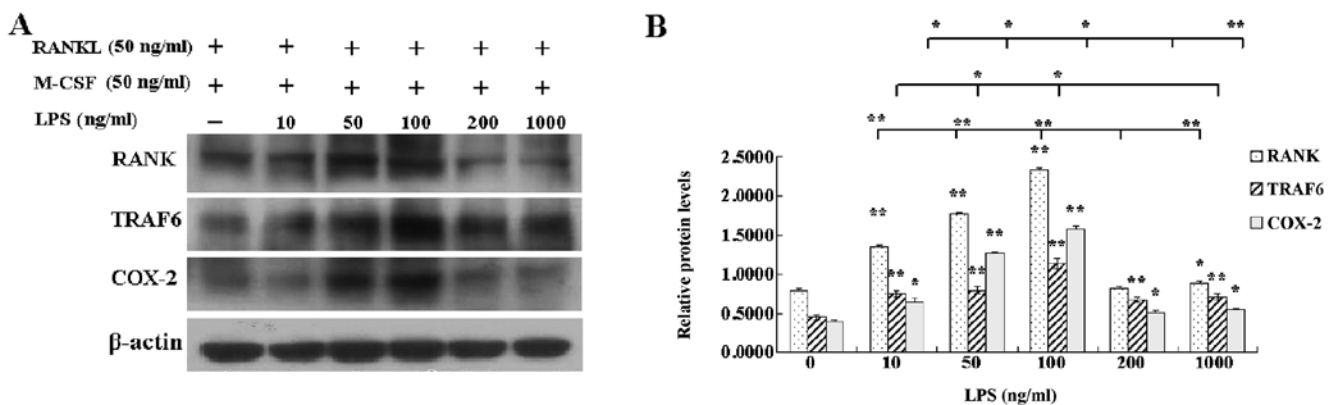 A
RANKL (50 ng/ml) + + + + + +
M-CSF (50 ng/ml) + + + + + +
LPS (ng/ml) − 10 50 100 200 1000
RANK
TRAF6
COX-2
β-actin
B
* * * **
* *
** ** ** **
Relative protein levels
2.5000
2.0000
1.5000
1.0000
0.5000
0.0000
** ** *
** ** **
** ** **
** *
* ** *
0 10 50 100 200 1000
LPS (ng/ml)
RANK
TRAF6
COX-2